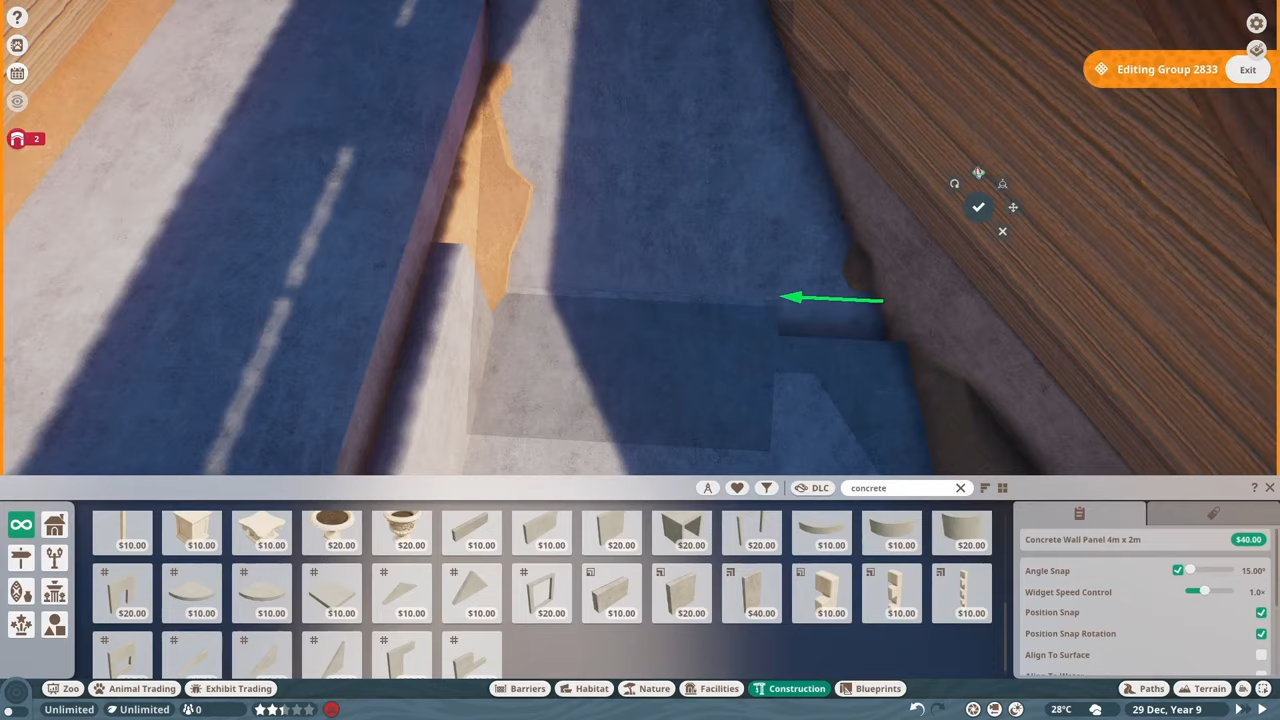 Editing Group 2833
Exit
2
DLC
concrete
$10.00 $10.00 $10.00 $20.00 $20.00 $10.00 $10.00 $20.00 $20.00 $20.00 $10.00 $10.00 $20.00
$20.00 $10.00 $10.00 $10.00 $10.00 $10.00 $10.00 $10.00 $20.00 $40.00 $10.00 $10.00 $10.00
Concrete Wall Panel 4m x 2m $40.00
Angle Snap 15.00°
Widget Speed Control 1.0×
Position Snap
Position Snap Rotation
Align To Surface
Zoo Animal Trading Exhibit Trading Barriers Habitat Nature Facilities Construction Blueprints Paths Terrain
Unlimited Unlimited 0 28°C 29 Dec, Year 9